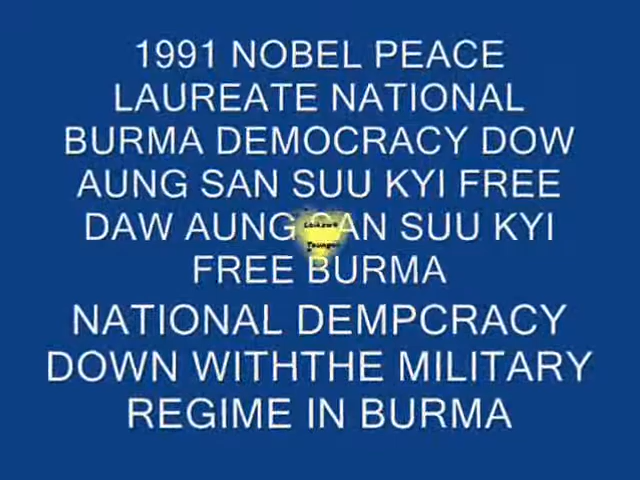 1991 NOBEL PEACE
LAUREATE NATIONAL
BURMA DEMOCRACY DOW
AUNG SAN SUU KYI FREE
DAW AUNG SAN SUU KYI
FREE BURMA
NATIONAL DEMPCRACY
DOWN WITHTHE MILITARY
REGIME IN BURMA